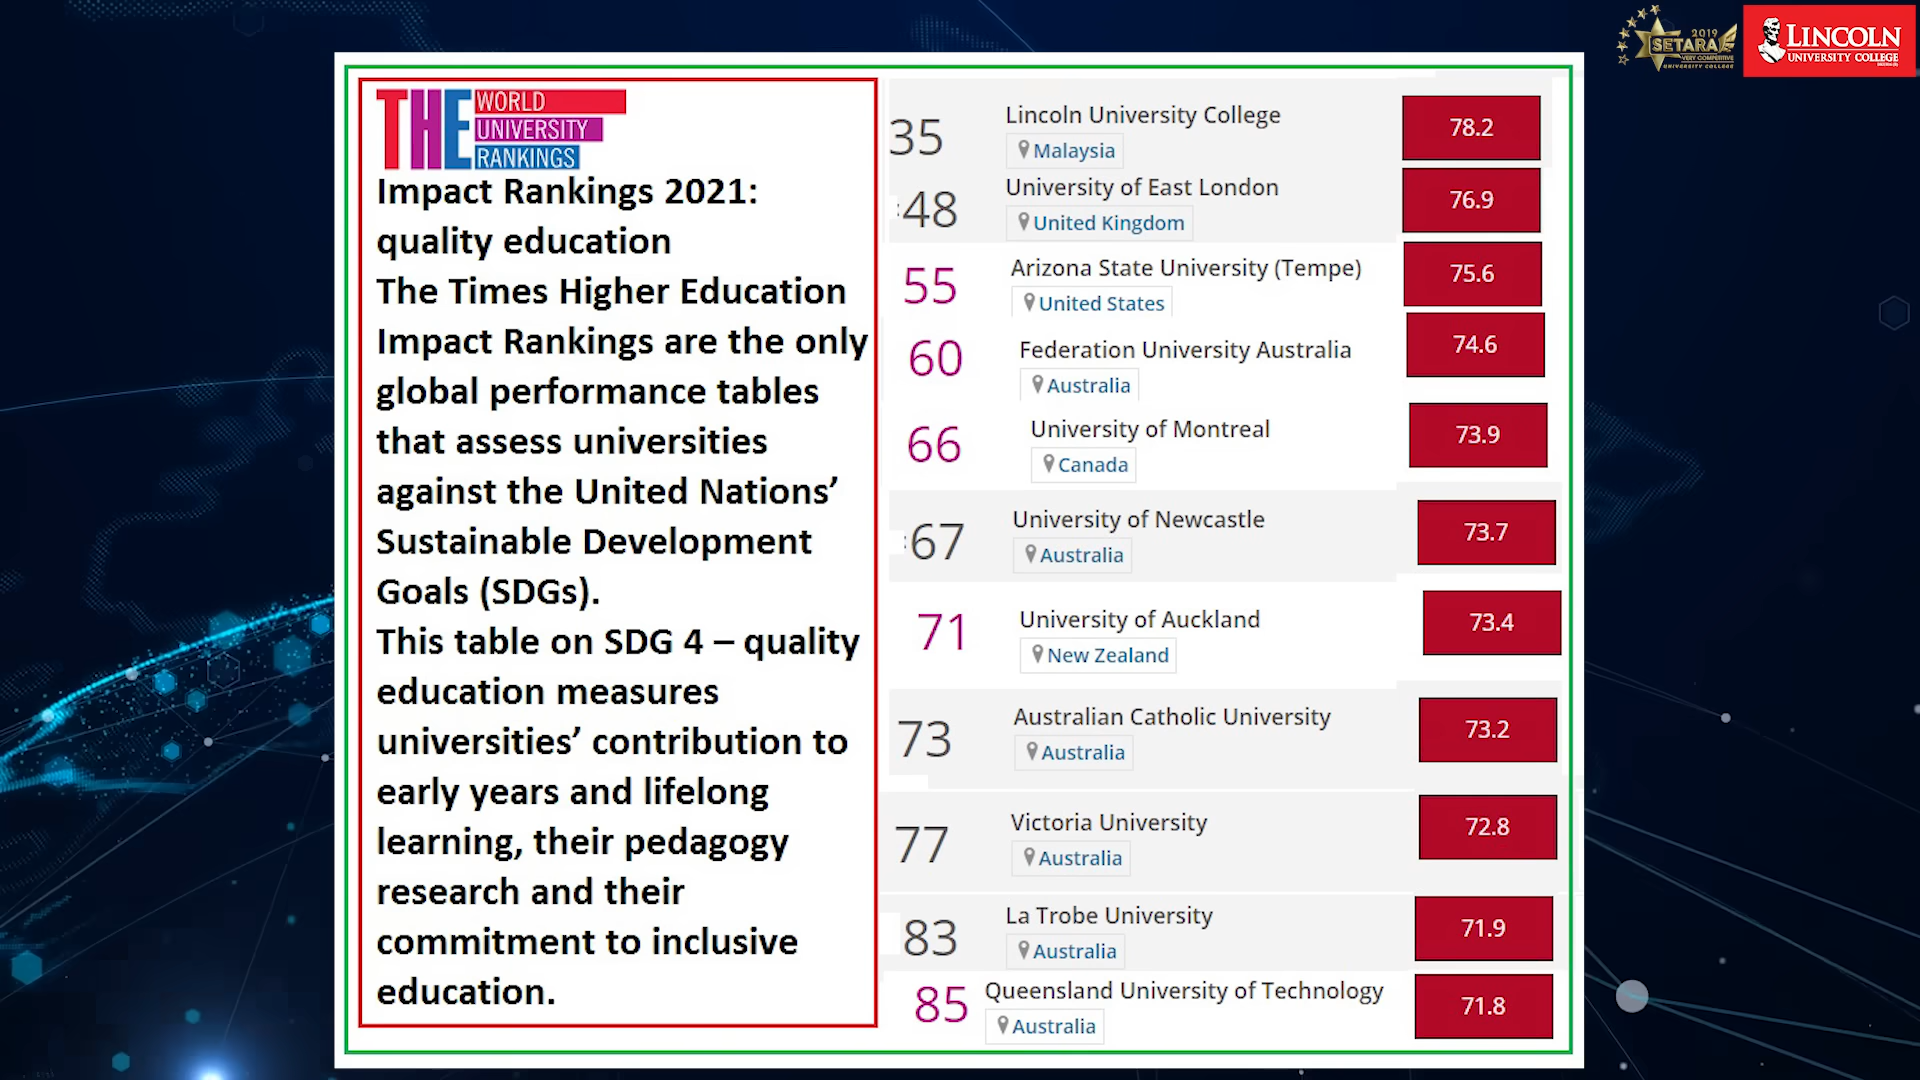 2019
SETARA
VERY COMPETITIVE
UNIVERSITY COLLEGE
LINCOLN
UNIVERSITY COLLEGE
THE WORLD
UNIVERSITY
RANKINGS
Impact Rankings 2021:
quality education
The Times Higher Education
Impact Rankings are the only
global performance tables
that assess universities
against the United Nations’
Sustainable Development
Goals (SDGs).
This table on SDG 4 – quality
education measures
universities’ contribution to
early years and lifelong
learning, their pedagogy
research and their
commitment to inclusive
education.
35 Lincoln University College 78.2
Malaysia
:48 University of East London 76.9
United Kingdom
55 Arizona State University (Tempe) 75.6
United States
60 Federation University Australia 74.6
Australia
66 University of Montreal 73.9
Canada
:67 University of Newcastle 73.7
Australia
71 University of Auckland 73.4
New Zealand
73 Australian Catholic University 73.2
Australia
77 Victoria University 72.8
Australia
83 La Trobe University 71.9
Australia
85 Queensland University of Technology 71.8
Australia